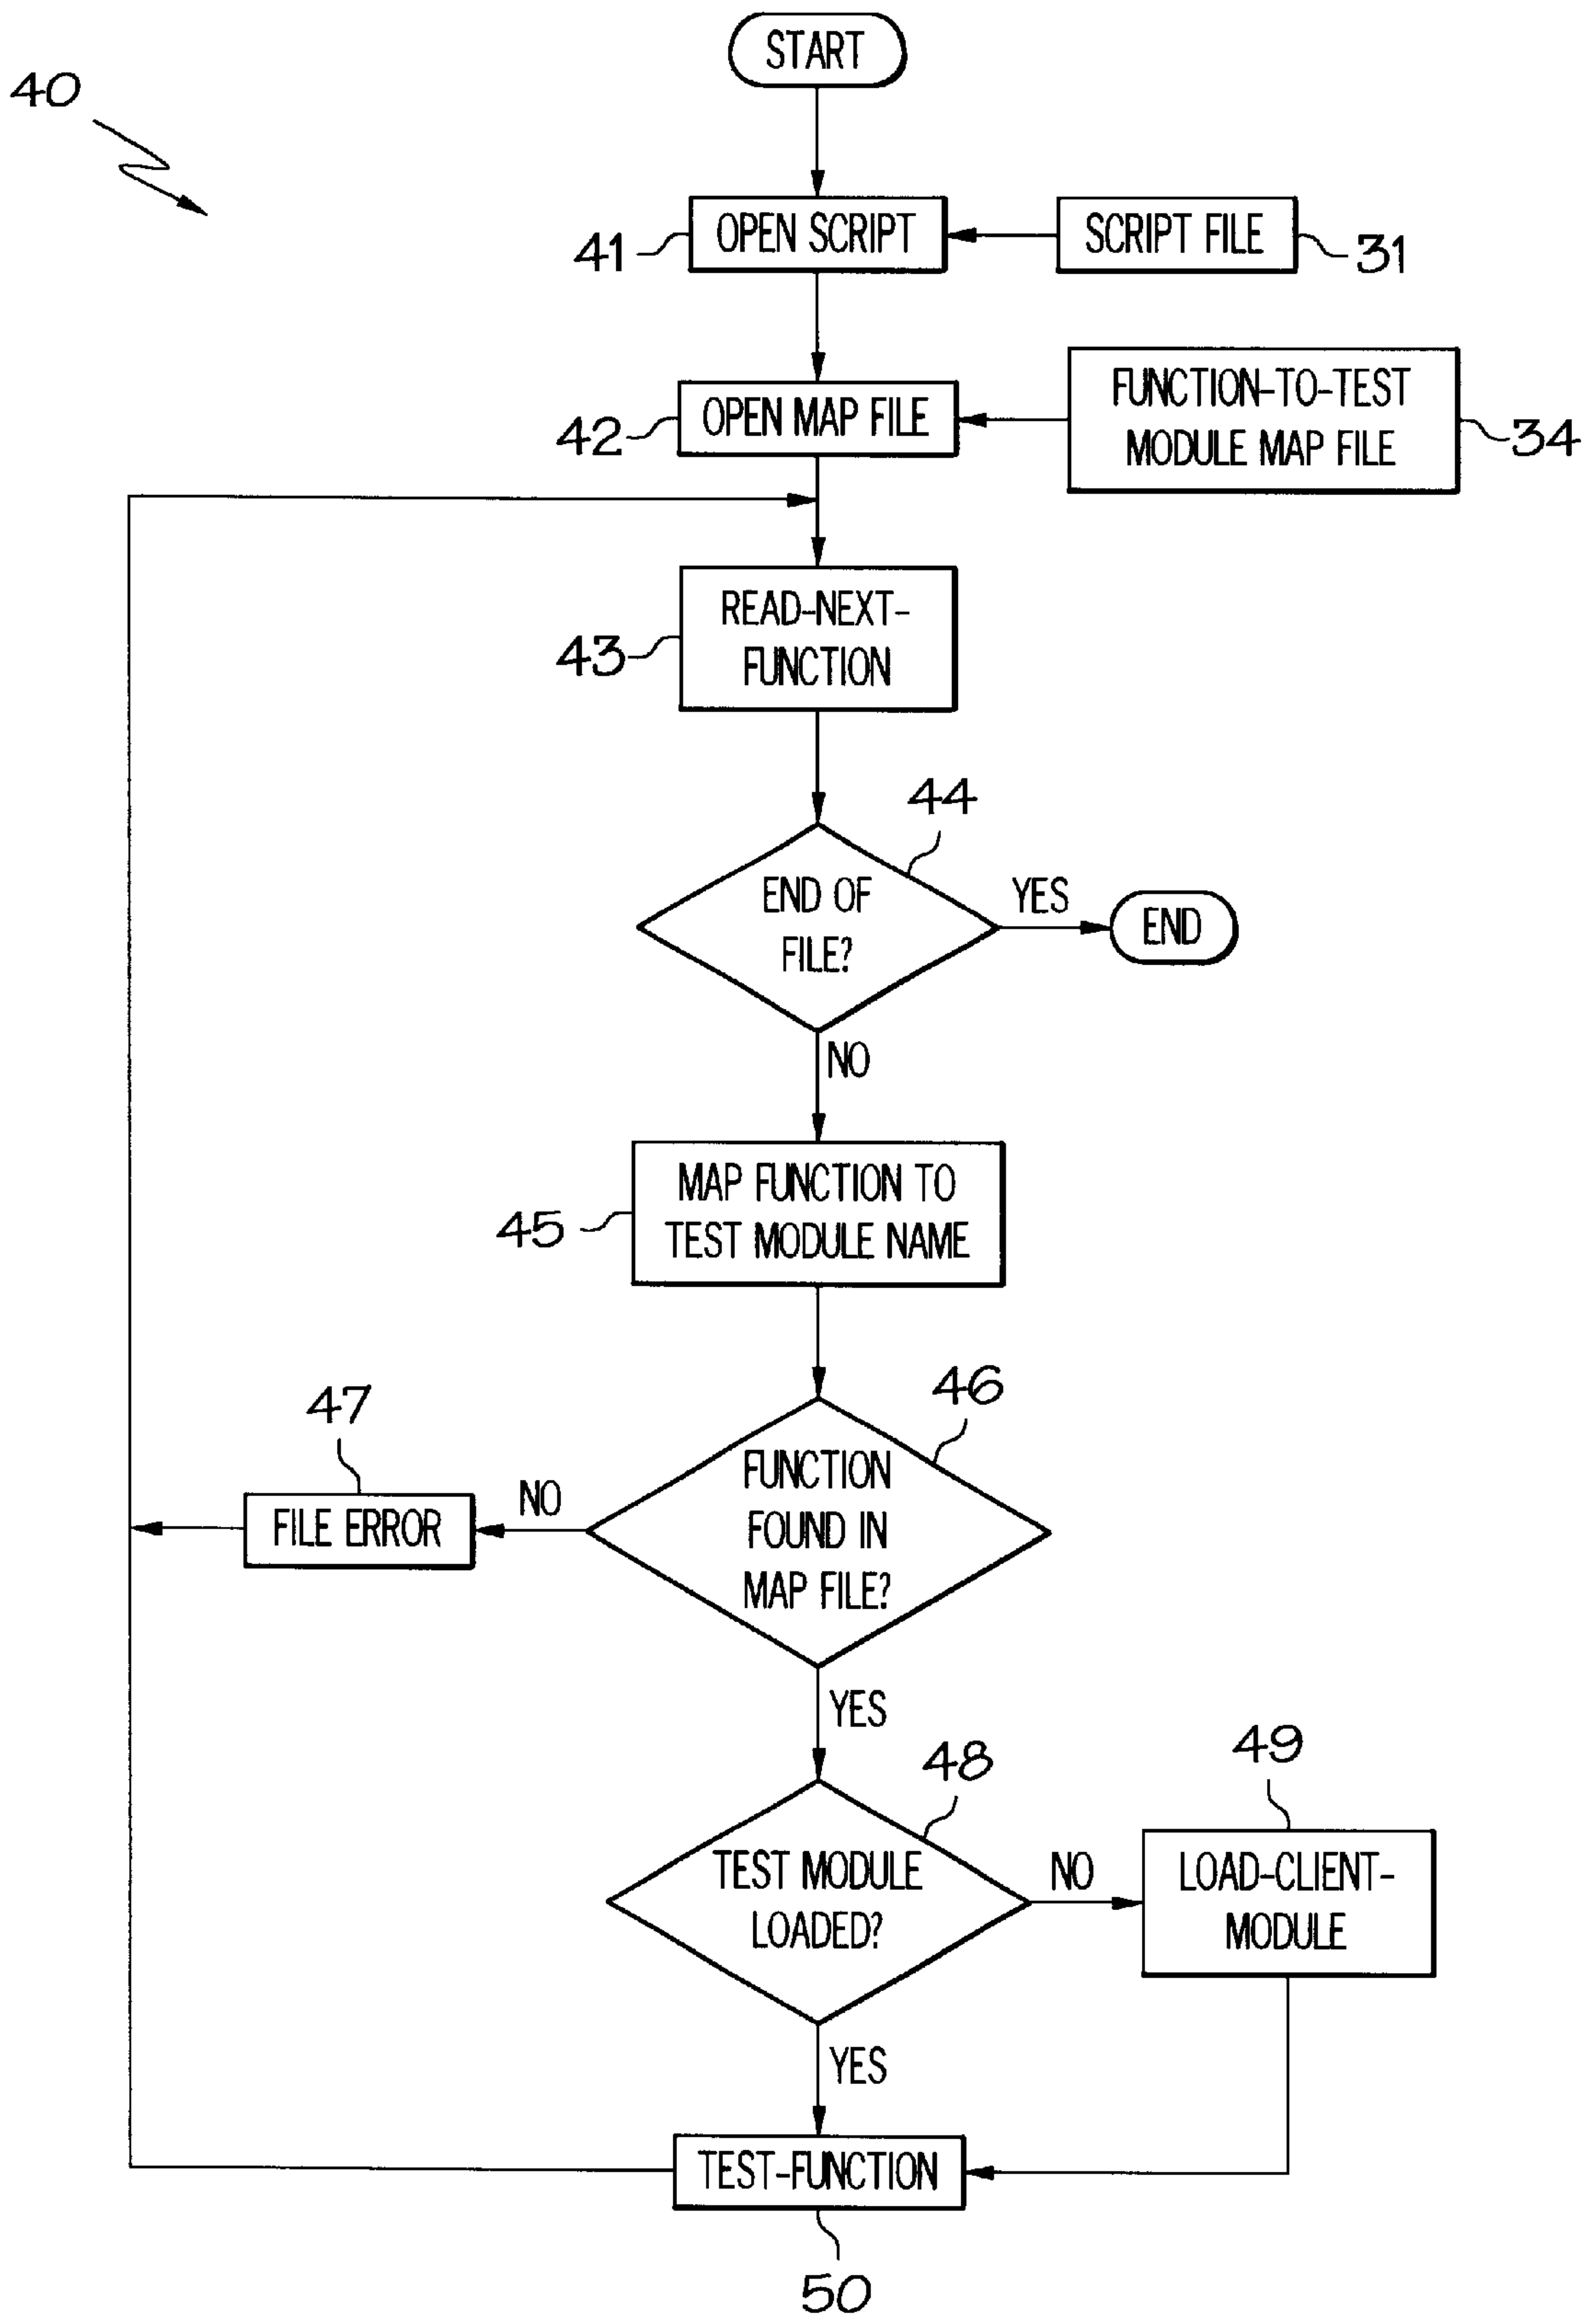 START
40
OPEN SCRIPT
SCRIPT FILE
41
31
FUNCTION-TO-TEST
MODULE MAP FILE
OPEN MAP FILE
42
34
READ-NEXT-
FUNCTION
43
44
END OF
FILE?
YES
END
NO
MAP FUNCTION TO
TEST MODULE NAME
45
46
47
FUNCTION
FOUND IN
MAP FILE?
NO
FILE ERROR
YES
48
49
TEST MODULE
LOADED?
NO
LOAD-CLIENT-
MODULE
YES
TEST-FUNCTION
50